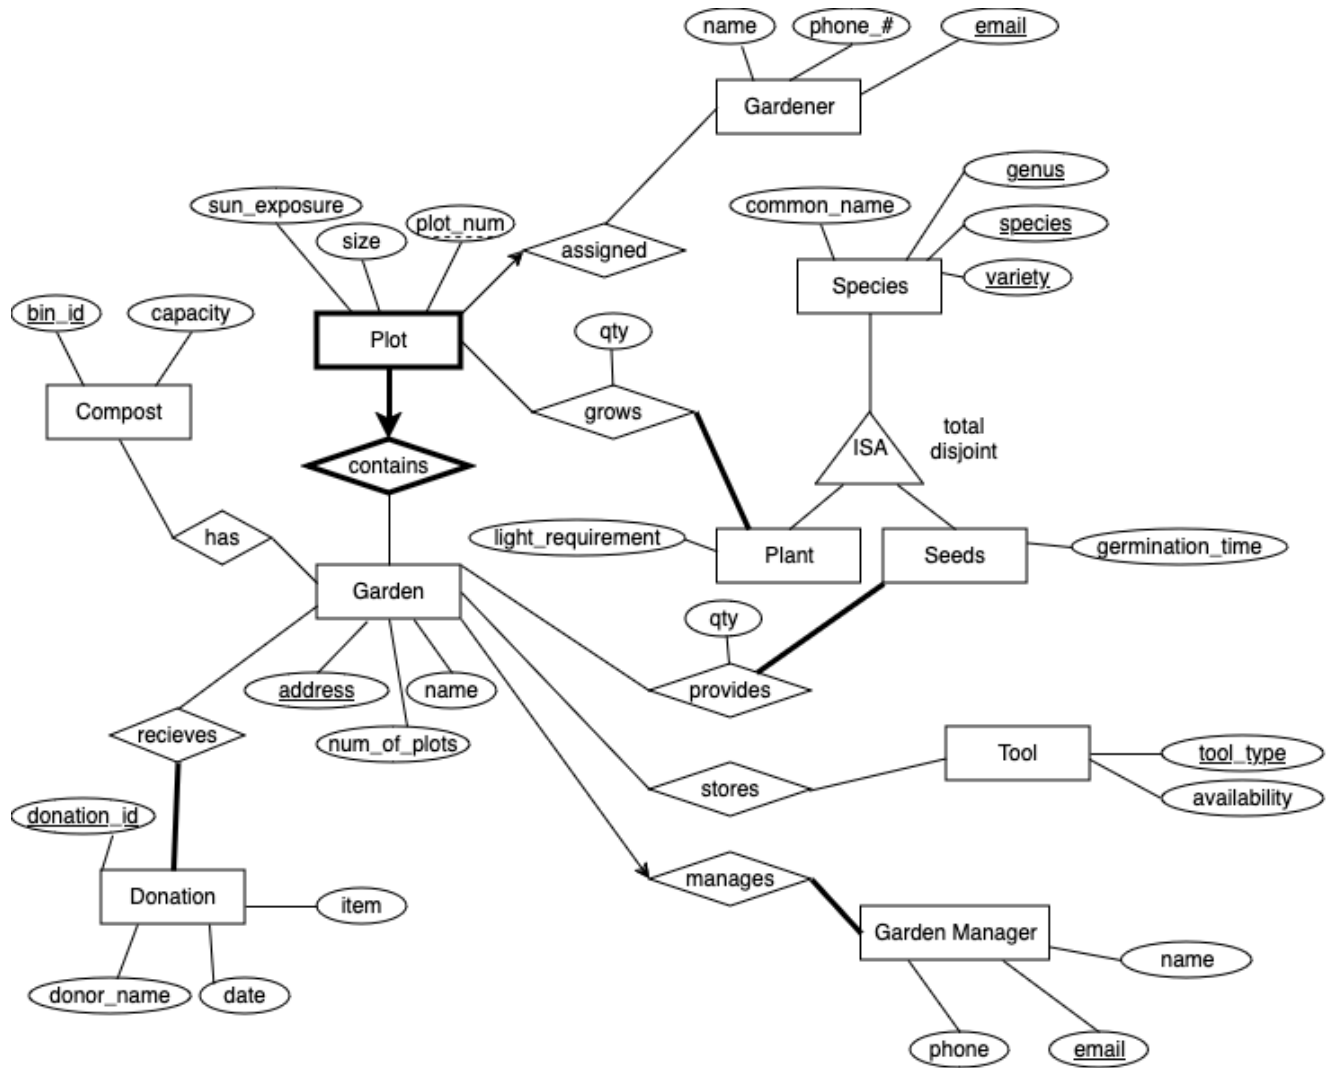 name
phone_#
email
Gardener
genus
sun_exposure
common_name
plot_num
species
size
assigned
variety
Species
bin_id
capacity
qty
Plot
Compost
grows
total
disjoint
ISA
contains
has
light_requirement
Plant
Seeds
germination_time
Garden
qty
address
name
provides
recieves
num_of_plots
Tool
tool_type
stores
availability
donation_id
manages
Donation
item
Garden Manager
name
donor_name
date
phone
email